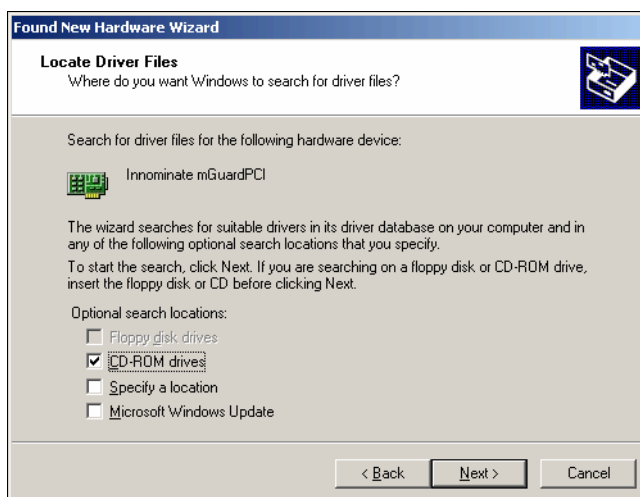 Found New Hardware Wizard
Locate Driver Files
Where do you want Windows to search for driver files?
Search for driver files for the following hardware device:
Innominate mGuardPCI
The wizard searches for suitable drivers in its driver database on your computer and in
any of the following optional search locations that you specify.
To start the search, click Next. If you are searching on a floppy disk or CD-ROM drive,
insert the floppy disk or CD before clicking Next.
Optional search locations:
Floppy disk drives
CD-ROM drives
Specify a location
Microsoft Windows Update
< Back Next > Cancel